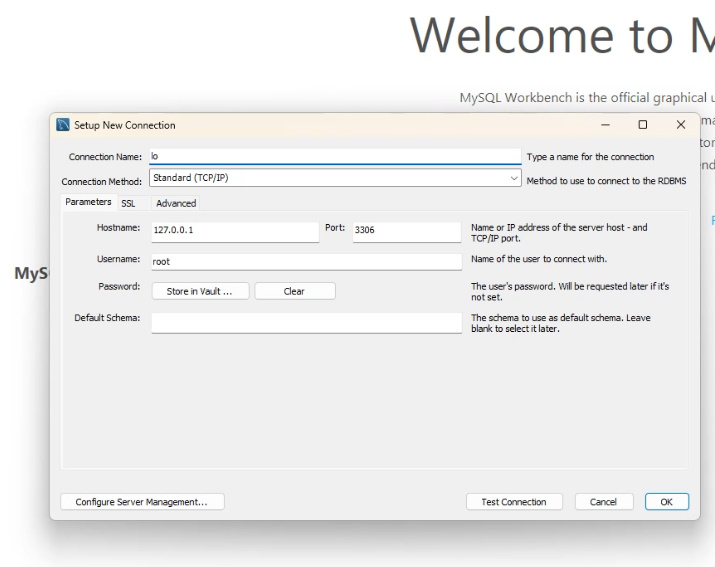 Welcome to M
MySQL Workbench is the official graphical u
Setup New Connection
Connection Name: lo Type a name for the connection
Connection Method: Standard (TCP/IP) Method to use to connect to the RDBMS
Parameters SSL Advanced
Hostname: 127.0.0.1 Port: 3306 Name or IP address of the server host - and
TCP/IP port.
Username: root Name of the user to connect with.
MyS
Password: Store in Vault ... Clear The user's password. Will be requested later if it's
not set.
Default Schema: The schema to use as default schema. Leave
blank to select it later.
Configure Server Management... Test Connection Cancel OK